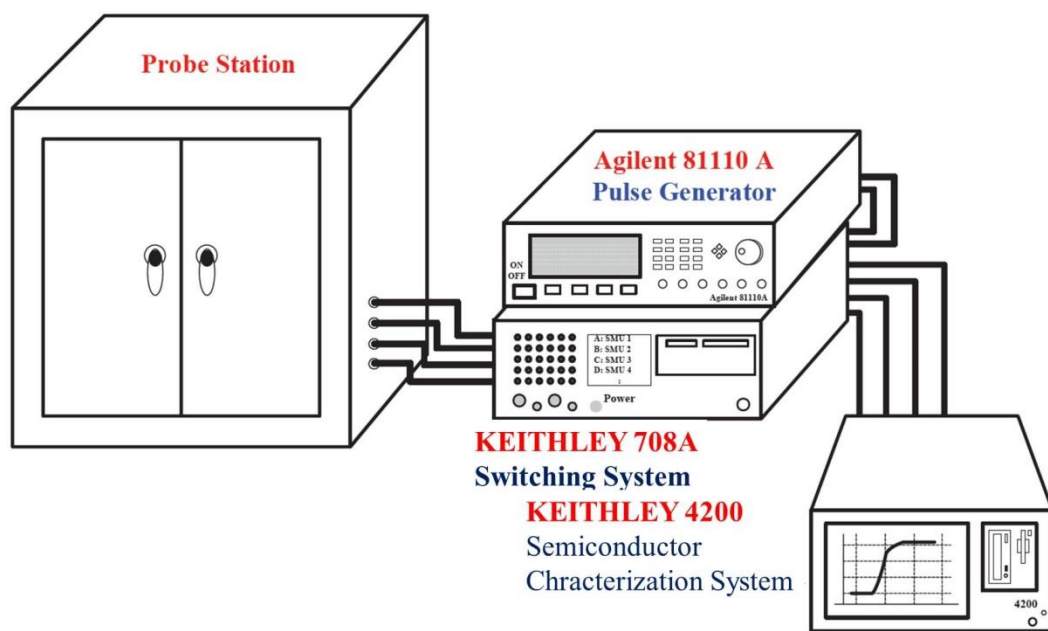 Probe Station
Agilent 81110 A
Pulse Generator
ON
OFF
Agilent 81110A
A: SMU 1
B: SMU 2
C: SMU 3
D: SMU 4
:
Power
KEITHLEY 708A
Switching System
KEITHLEY 4200
Semiconductor
Chracterization System
4200